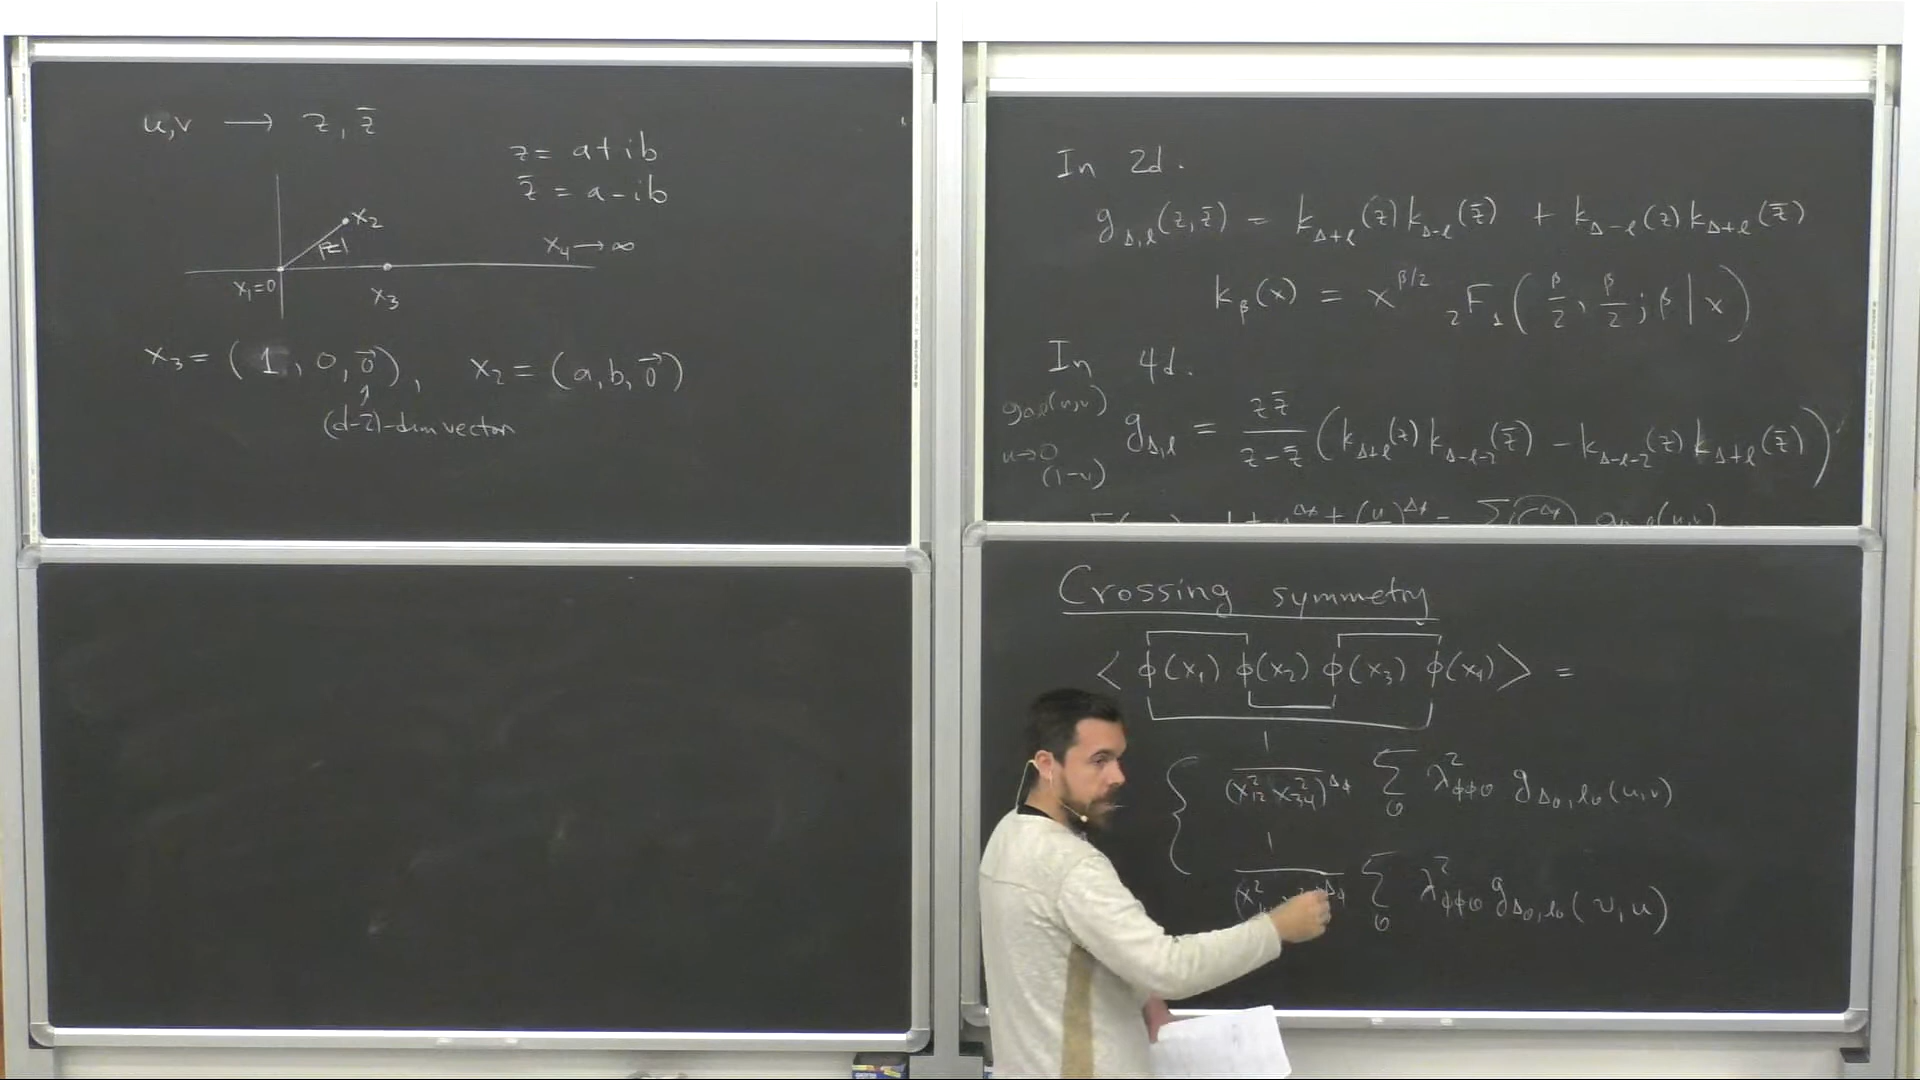 u,v → z, z̄
z = a+ib
z̄ = a-ib
x₂
|z|
x₄ → ∞
x₁=0
x₃
x₃ = (1, 0, 0⃗), x₂ = (a, b, 0⃗)
(d-2)-dim vector
In 2d.
g_{Δ,ℓ}(z,z̄) = k_{Δ+ℓ}(z) k_{Δ-ℓ}(z̄) + k_{Δ-ℓ}(z) k_{Δ+ℓ}(z̄)
k_β(x) = x^{β/2} ₂F₁(β/2, β/2; β | x)
In 4d.
g_{Δ,ℓ}(u,v)
u→0
(1-v)
g_{Δ,ℓ} = z z̄/(z-z̄) (k_{Δ+ℓ}(z) k_{Δ-ℓ-2}(z̄) - k_{Δ-ℓ-2}(z) k_{Δ+ℓ}(z̄))
Crossing symmetry
<ϕ(x₁) ϕ(x₂) ϕ(x₃) ϕ(x₄)> =
1/(x₁₂² x₃₄²)^{Δϕ} Σ_O λ²_{ϕϕO} g_{Δ_O,ℓ_O}(u,v)
Σ_O λ²_{ϕϕO} g_{Δ_O,ℓ_O}(v,u)